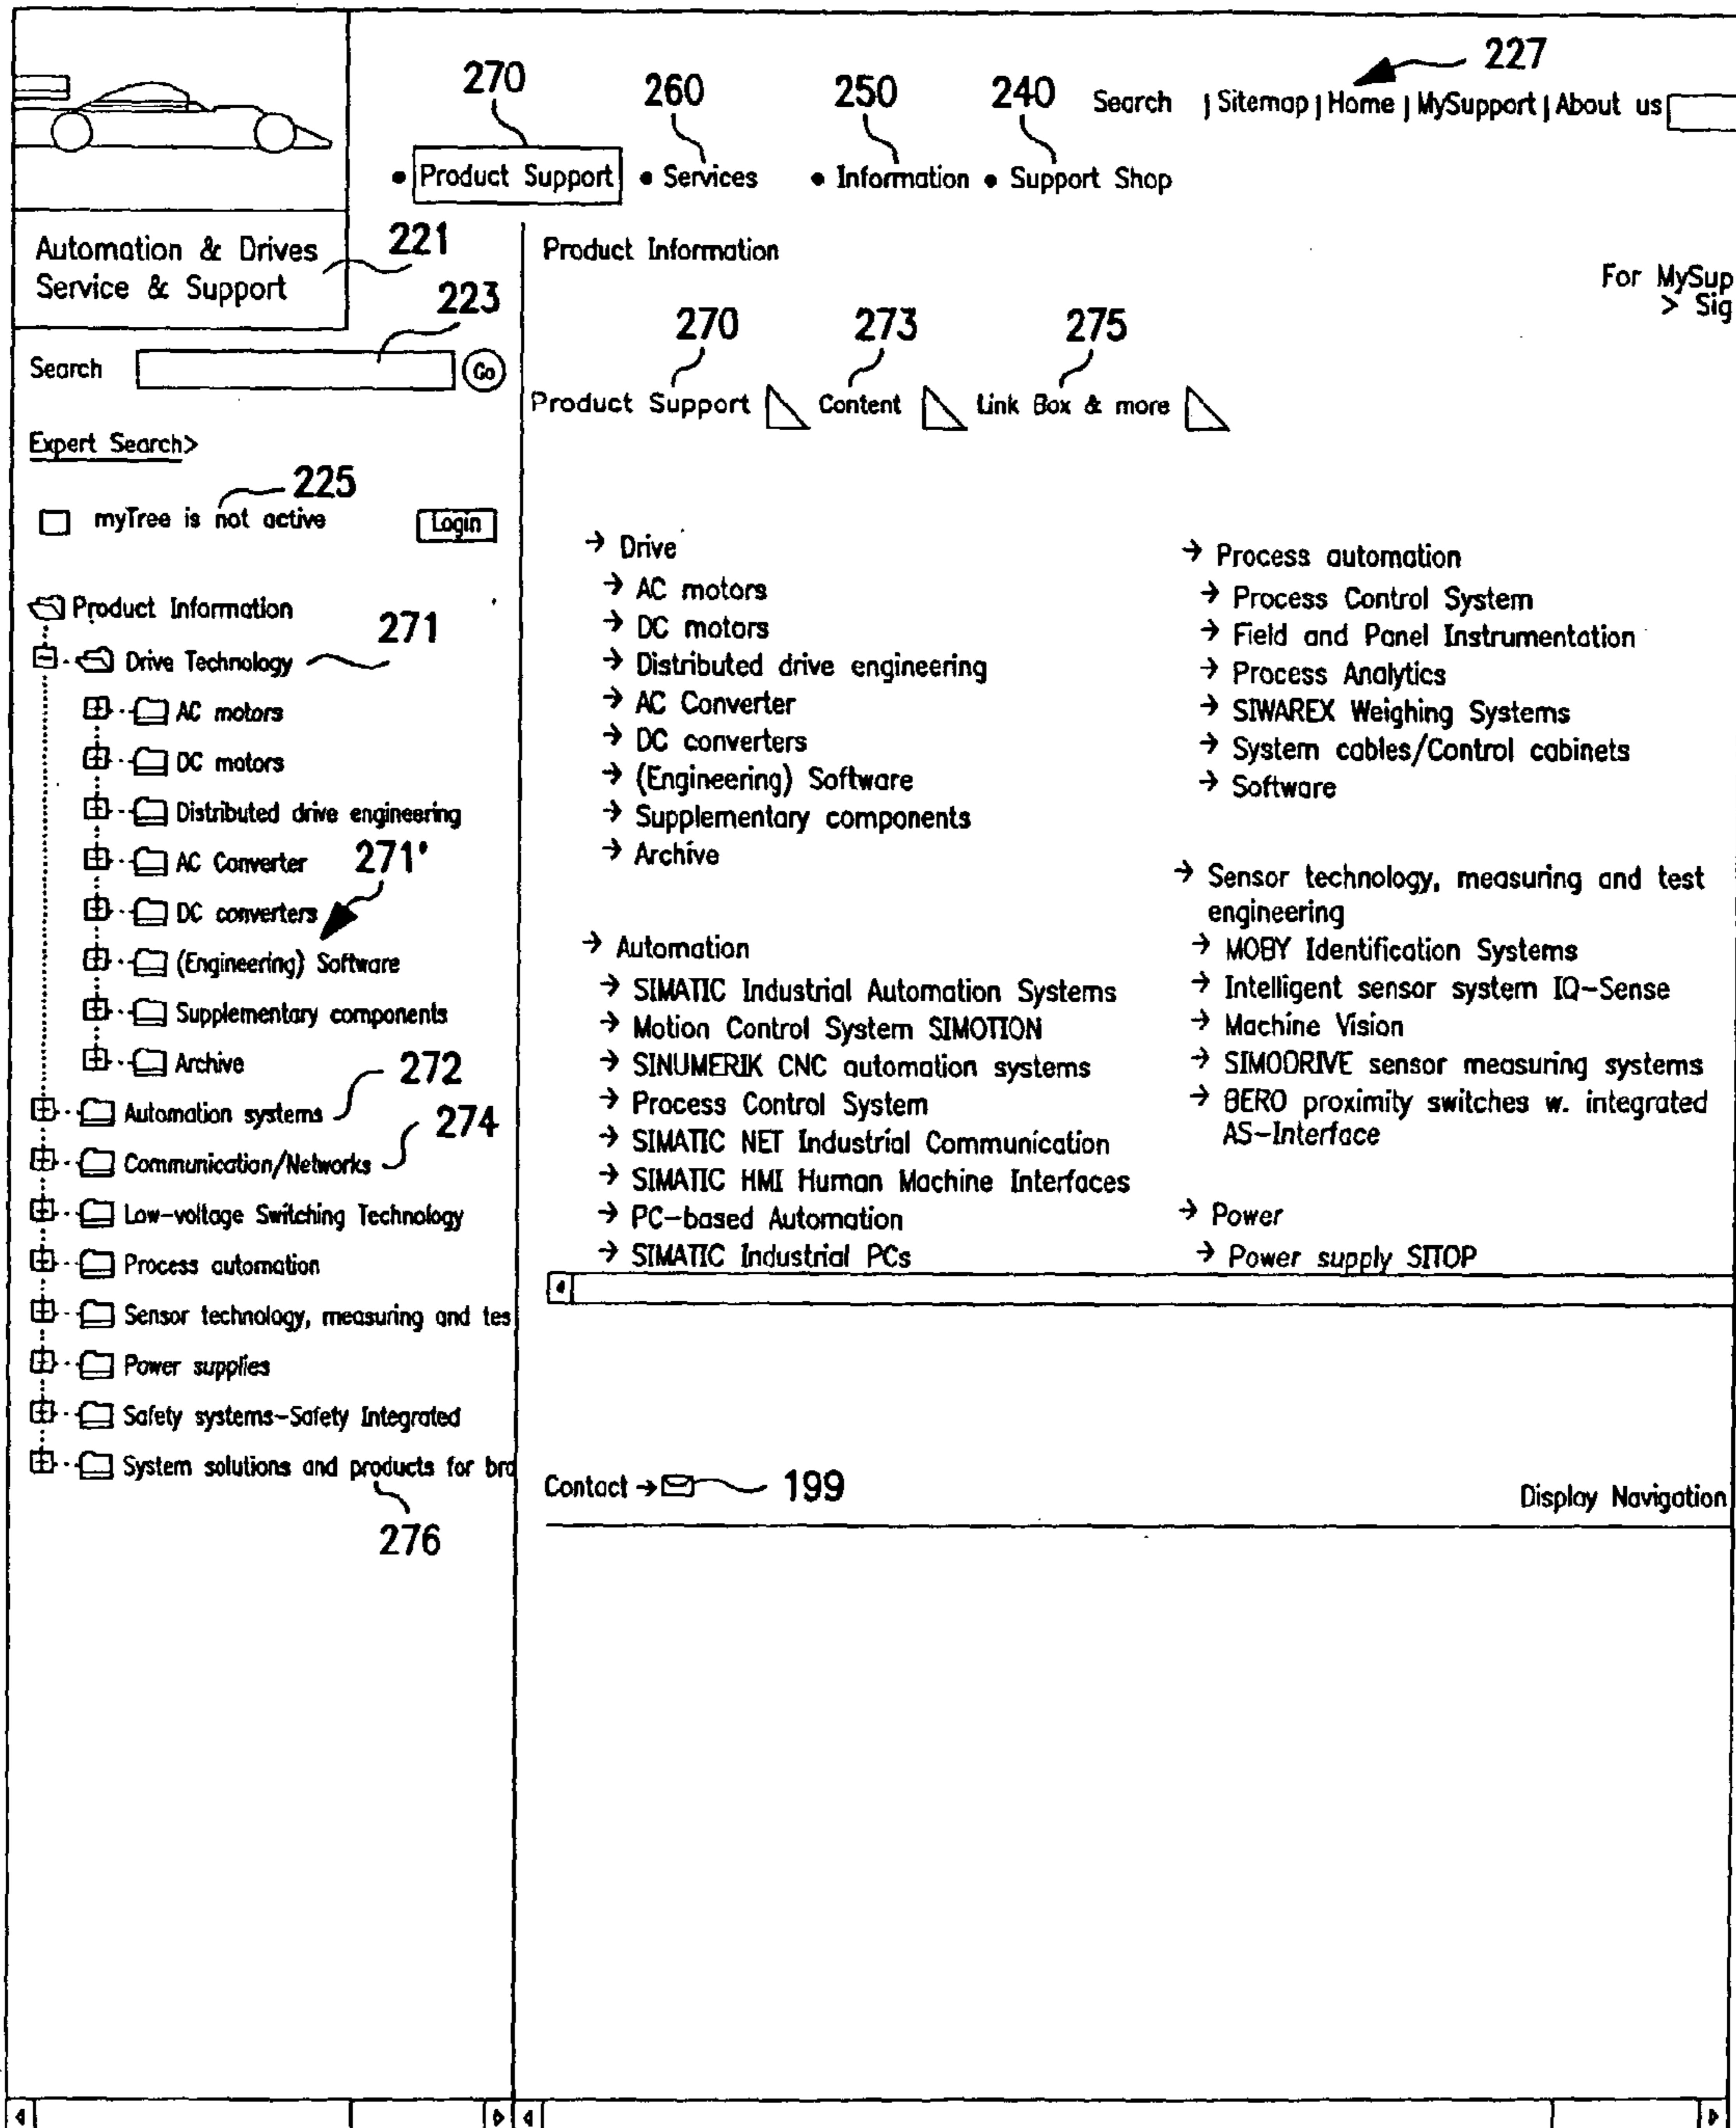 227
270 260 250 240
Search | Sitemap | Home | MySupport | About us
• Product Support • Services • Information • Support Shop
Automation & Drives
Service & Support
221
223
Search Go
Expert Search>
225
myTree is not active Login
Product Information
271
Drive Technology
AC motors
DC motors
Distributed drive engineering
AC Converter
271'
DC converters
(Engineering) Software
Supplementary components
Archive
272
Automation systems
274
Communication/Networks
Low-voltage Switching Technology
Process automation
Sensor technology, measuring and tes
Power supplies
Safety systems-Safety Integrated
System solutions and products for bra
276
Product Information
For MySup
> Sig
270 273 275
Product Support Content Link Box & more
→ Drive
→ AC motors
→ DC motors
→ Distributed drive engineering
→ AC Converter
→ DC converters
→ (Engineering) Software
→ Supplementary components
→ Archive
→ Automation
→ SIMATIC Industrial Automation Systems
→ Motion Control System SIMOTION
→ SINUMERIK CNC automation systems
→ Process Control System
→ SIMATIC NET Industrial Communication
→ SIMATIC HMI Human Machine Interfaces
→ PC-based Automation
→ SIMATIC Industrial PCs
→ Process automation
→ Process Control System
→ Field and Panel Instrumentation
→ Process Analytics
→ SIWAREX Weighing Systems
→ System cables/Control cabinets
→ Software
→ Sensor technology, measuring and test
engineering
→ MOBY Identification Systems
→ Intelligent sensor system IQ-Sense
→ Machine Vision
→ SIMODRIVE sensor measuring systems
→ BERO proximity switches w. integrated
AS-Interface
→ Power
→ Power supply SITOP
Contact → 199
Display Navigation